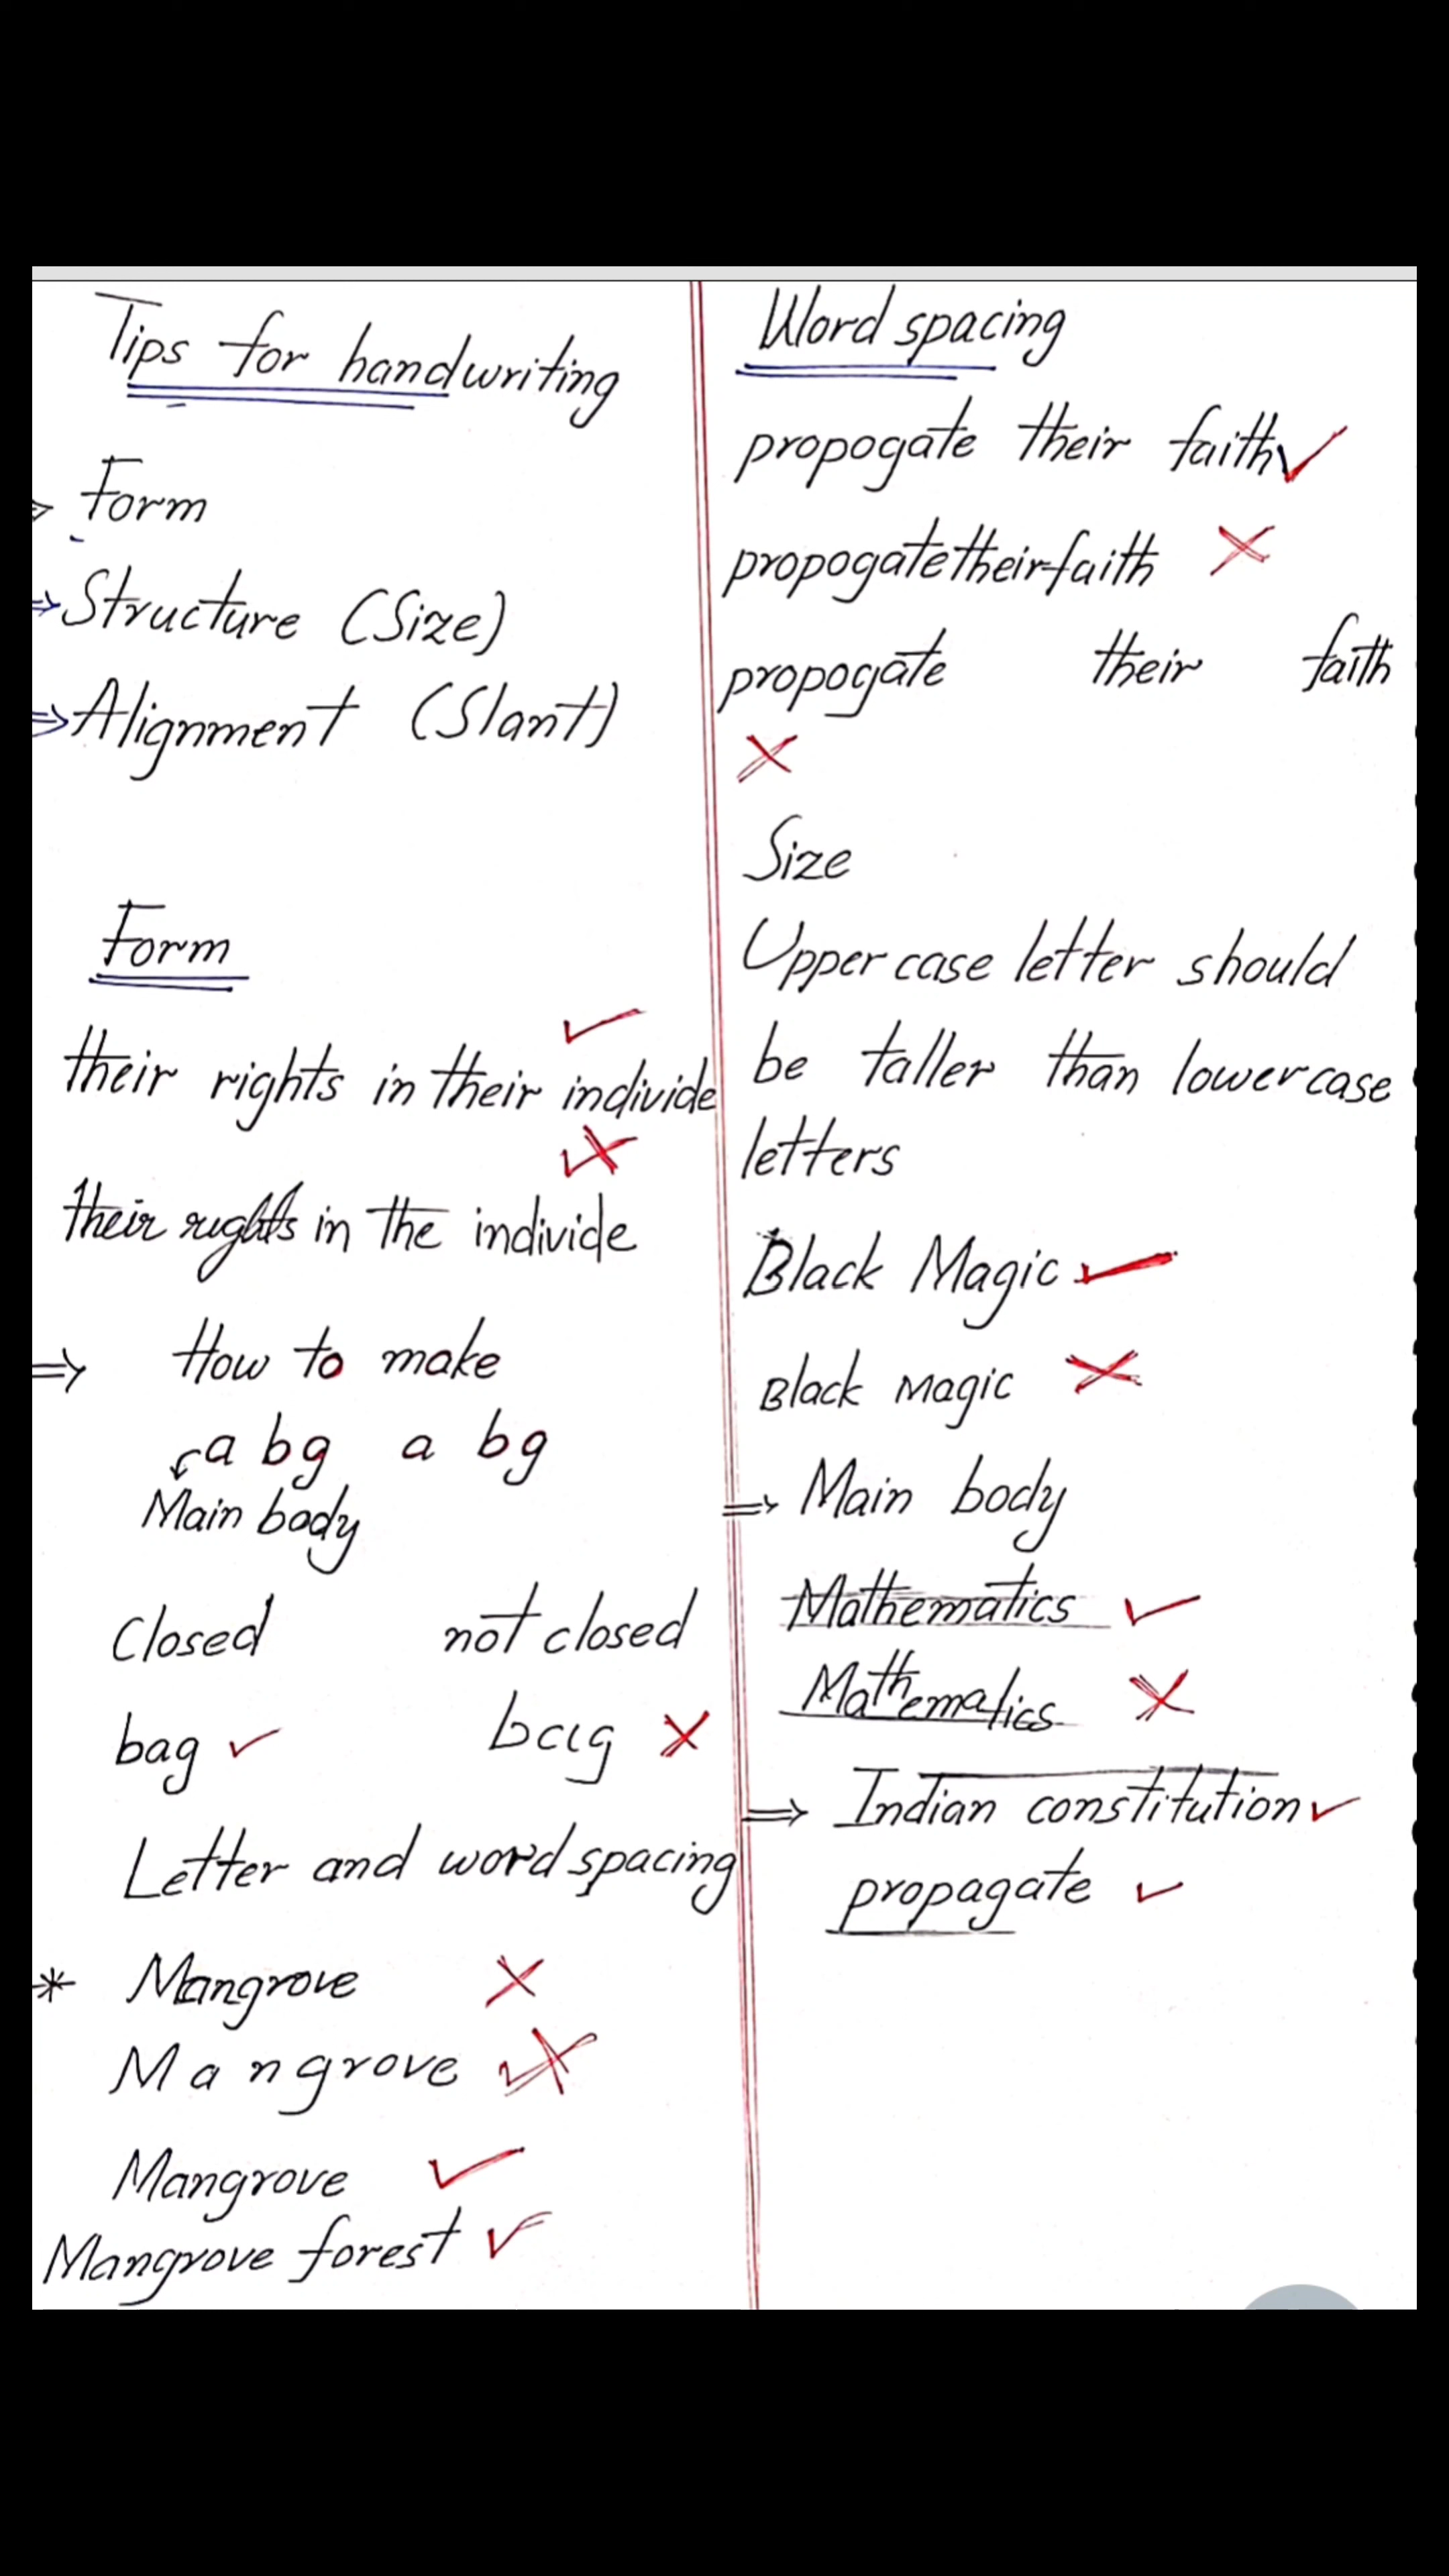 Tips for handwriting
Form
Structure (Size)
Alignment (Slant)
Form
their rights in their individe
their rights in the individe
How to make
a bg a bg
Main body
Closed not closed
bag bag
Letter and word spacing
* Mangrove
Mangrove
Mangrove
Mangrove forest
Word spacing
propogate their faith
propogatetheirfaith
propogate their faith
Size
Upper case letter should
be taller than lowercase
letters
Black Magic
Black Magic
Main body
Mathematics
Mathematics
Indian constitution
propagate